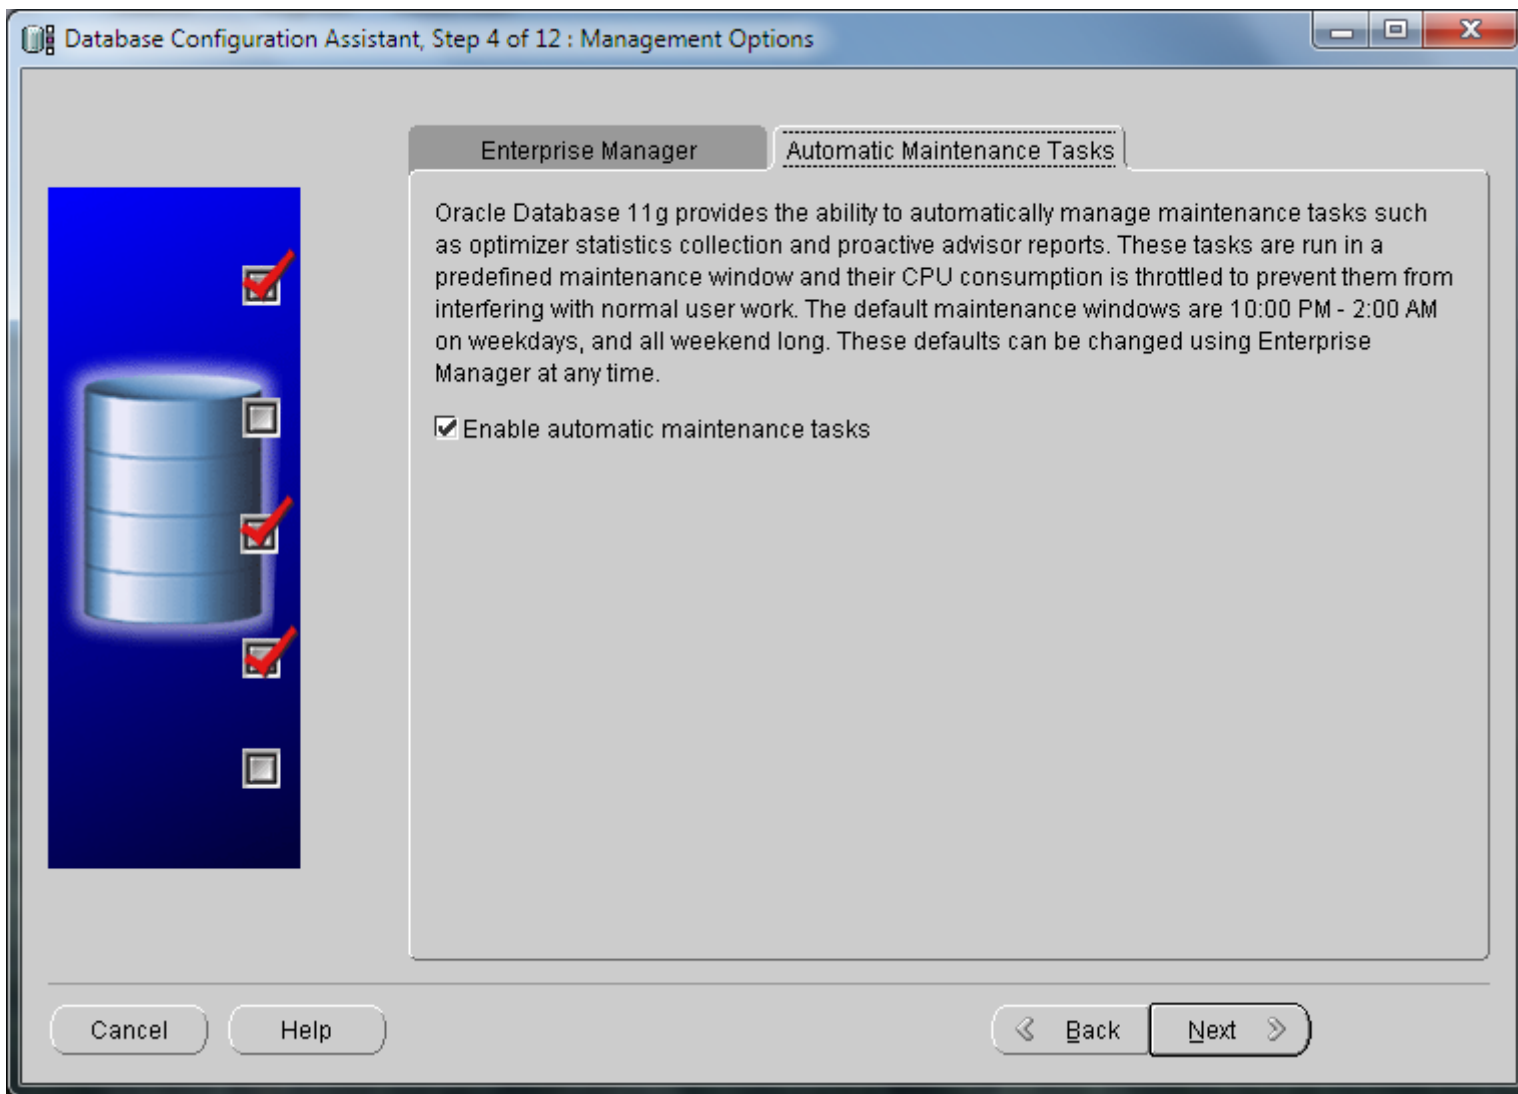 Database Configuration Assistant, Step 4 of 12 : Management Options
Enterprise Manager
Automatic Maintenance Tasks
Oracle Database 11g provides the ability to automatically manage maintenance tasks such
as optimizer statistics collection and proactive advisor reports. These tasks are run in a
predefined maintenance window and their CPU consumption is throttled to prevent them from
interfering with normal user work. The default maintenance windows are 10:00 PM - 2:00 AM
on weekdays, and all weekend long. These defaults can be changed using Enterprise
Manager at any time.
Enable automatic maintenance tasks
Cancel
Help
Back
Next